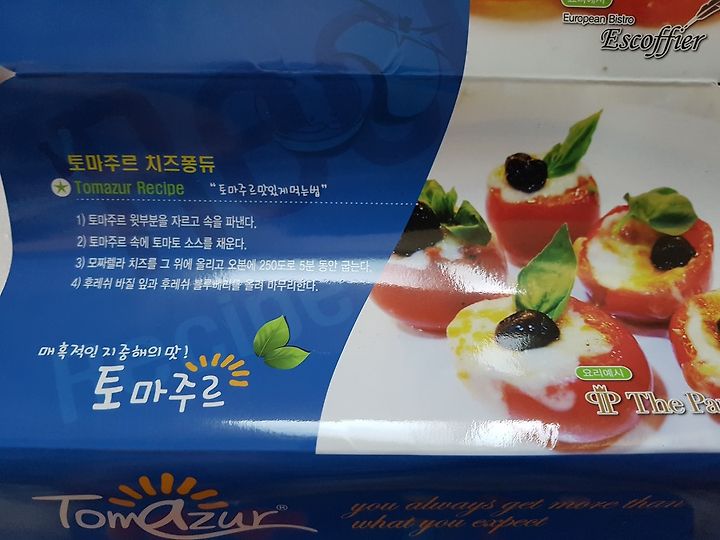 요리예시
European Bistro
Escoffier
토마주르 치즈퐁듀
Tomazur Recipe "토마주르맛있게먹는법"
1) 토마주르 윗부분을 자르고 속을 파낸다.
2) 토마주르 속에 토마토 소스를 채운다.
3) 모짜렐라 치즈를 그 위에 올리고 오븐에 250도로 5분 동안 굽는다.
4) 후레쉬 바질 잎과 후레쉬 블루베리를 올려 마무리한다.
매혹적인 지중해의 맛!
토마주르
요리예시
The Pa
Tomazur®
you always get more than
what you expect